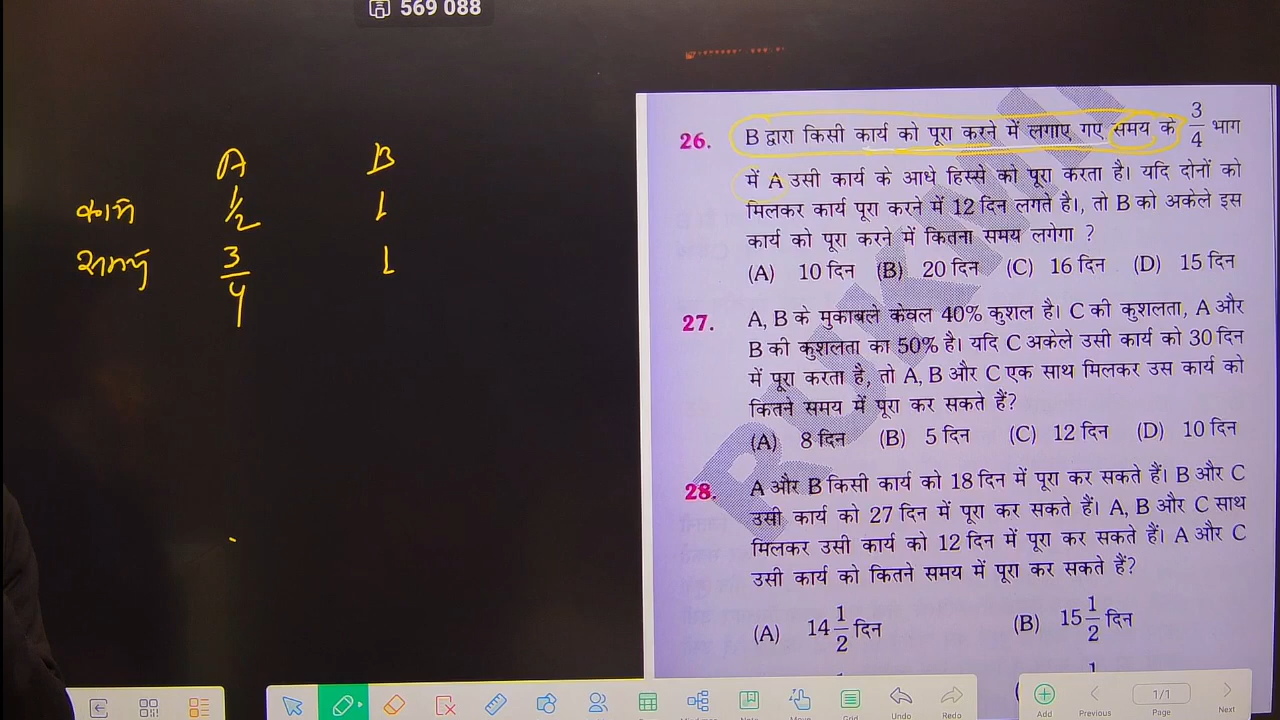 569 088
A B
काम 1/2 1
समय 3/4 1
26. B द्वारा किसी कार्य को पूरा करने में लगाए गए समय के 3/4 भाग
में A उसी कार्य के आधे हिस्से को पूरा करता है। यदि दोनों को
मिलकर कार्य पूरा करने में 12 दिन लगते है।, तो B को अकेले इस
कार्य को पूरा करने में कितना समय लगेगा ?
(A) 10 दिन (B) 20 दिन (C) 16 दिन (D) 15 दिन
27. A, B के मुकाबले केवल 40% कुशल है। C की कुशलता, A और
B की कुशलता का 50% है। यदि C अकेले उसी कार्य को 30 दिन
में पूरा करता है, तो A, B और C एक साथ मिलकर उस कार्य को
कितने समय में पूरा कर सकते हैं?
(A) 8 दिन (B) 5 दिन (C) 12 दिन (D) 10 दिन
28. A और B किसी कार्य को 18 दिन में पूरा कर सकते हैं। B और C
उसी कार्य को 27 दिन में पूरा कर सकते हैं। A, B और C साथ
मिलकर उसी कार्य को 12 दिन में पूरा कर सकते हैं। A और C
उसी कार्य को कितने समय में पूरा कर सकते हैं?
(A) 14 1/2 दिन (B) 15 1/2 दिन
Undo Redo Add Previous 1/1 Page Next